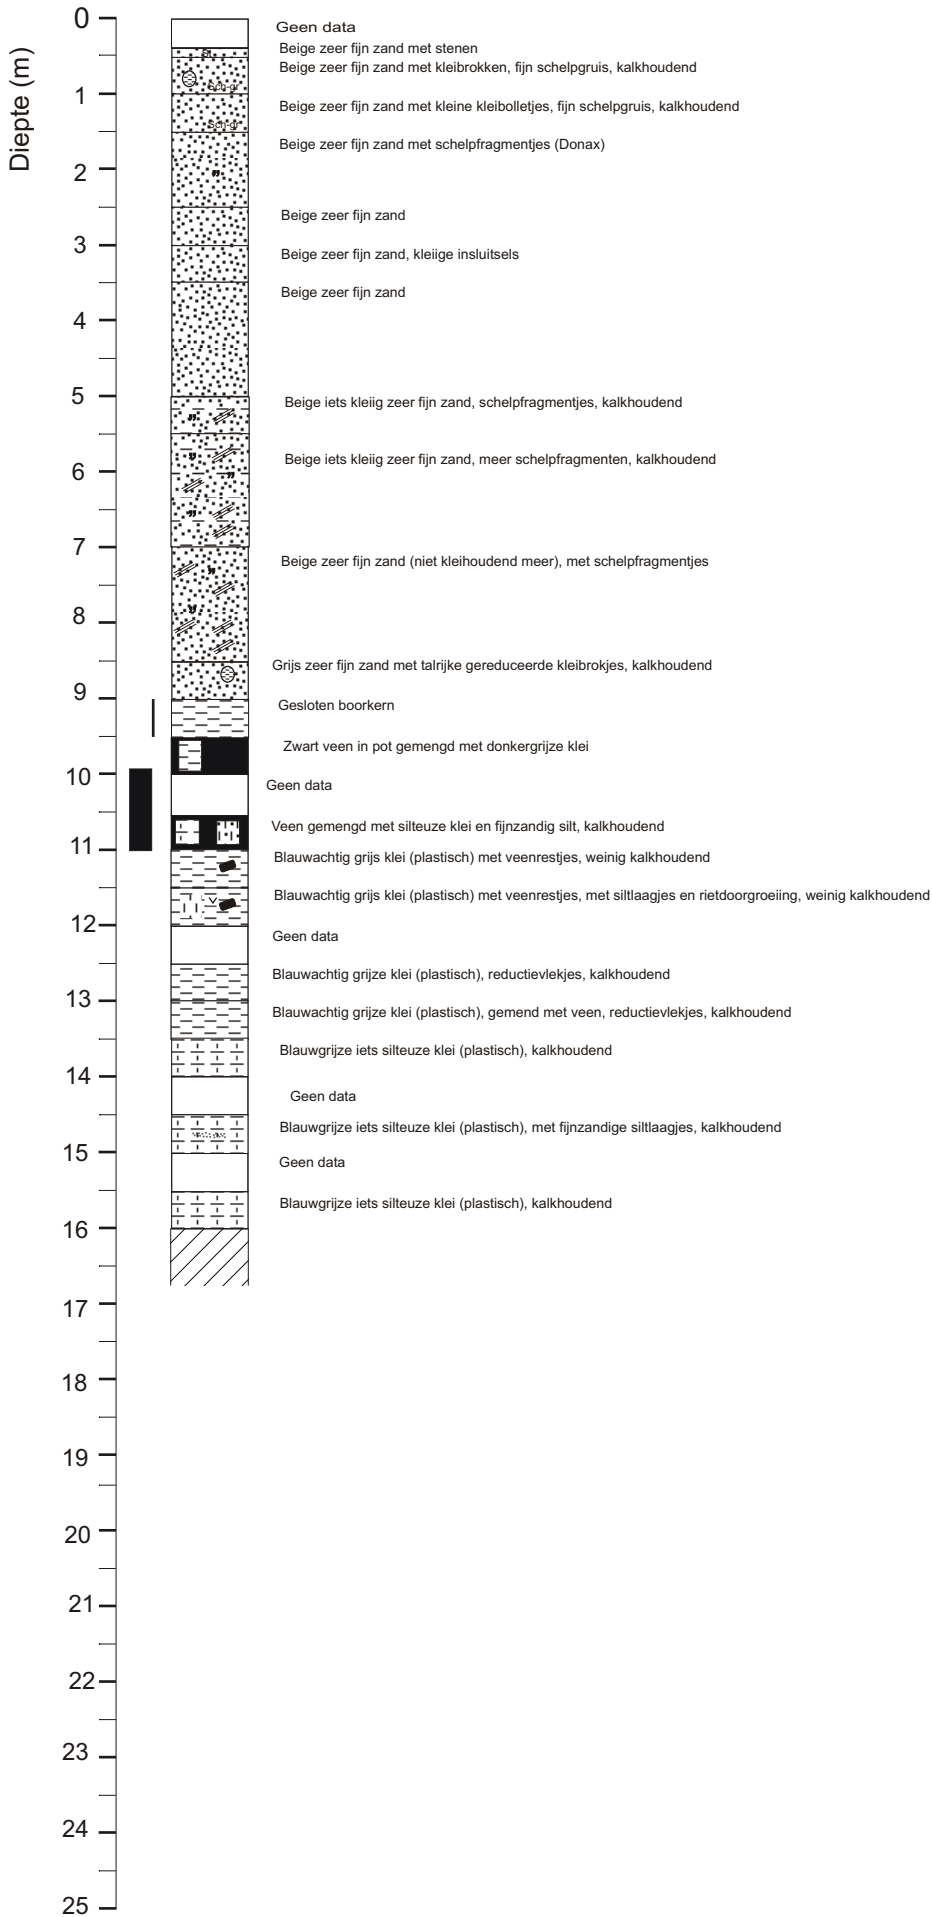 Diepte (m)
0
Geen data
St
Beige zeer fijn zand met stenen
Beige zeer fijn zand met kleibrokken, fijn schelpgruis, kalkhoudend
Sch-gr
1
Beige zeer fijn zand met kleine kleibolletjes, fijn schelpgruis, kalkhoudend
Sch-gr
Beige zeer fijn zand met schelpfragmentjes (Donax)
2
Beige zeer fijn zand
3
Beige zeer fijn zand, kleiige insluitsels
Beige zeer fijn zand
4
5
Beige iets kleiig zeer fijn zand, schelpfragmentjes, kalkhoudend
Beige iets kleiig zeer fijn zand, meer schelpfragmenten, kalkhoudend
6
7
Beige zeer fijn zand (niet kleihoudend meer), met schelpfragmentjes
8
Grijs zeer fijn zand met talrijke gereduceerde kleibrokjes, kalkhoudend
9
Gesloten boorkern
Zwart veen in pot gemengd met donkergrijze klei
10
Geen data
Veen gemengd met silteuze klei en fijnzandig silt, kalkhoudend
11
Blauwachtig grijs klei (plastisch) met veenrestjes, weinig kalkhoudend
Blauwachtig grijs klei (plastisch) met veenrestjes, met siltlaagjes en rietdoorgroeiing, weinig kalkhoudend
12
Geen data
Blauwachtig grijze klei (plastisch), reductievlekjes, kalkhoudend
13
Blauwachtig grijze klei (plastisch), gemend met veen, reductievlekjes, kalkhoudend
Blauwgrijze iets silteuze klei (plastisch), kalkhoudend
14
Geen data
Blauwgrijze iets silteuze klei (plastisch), met fijnzandige siltlaagjes, kalkhoudend
15
Geen data
Blauwgrijze iets silteuze klei (plastisch), kalkhoudend
16
17
18
19
20
21
22
23
24
25